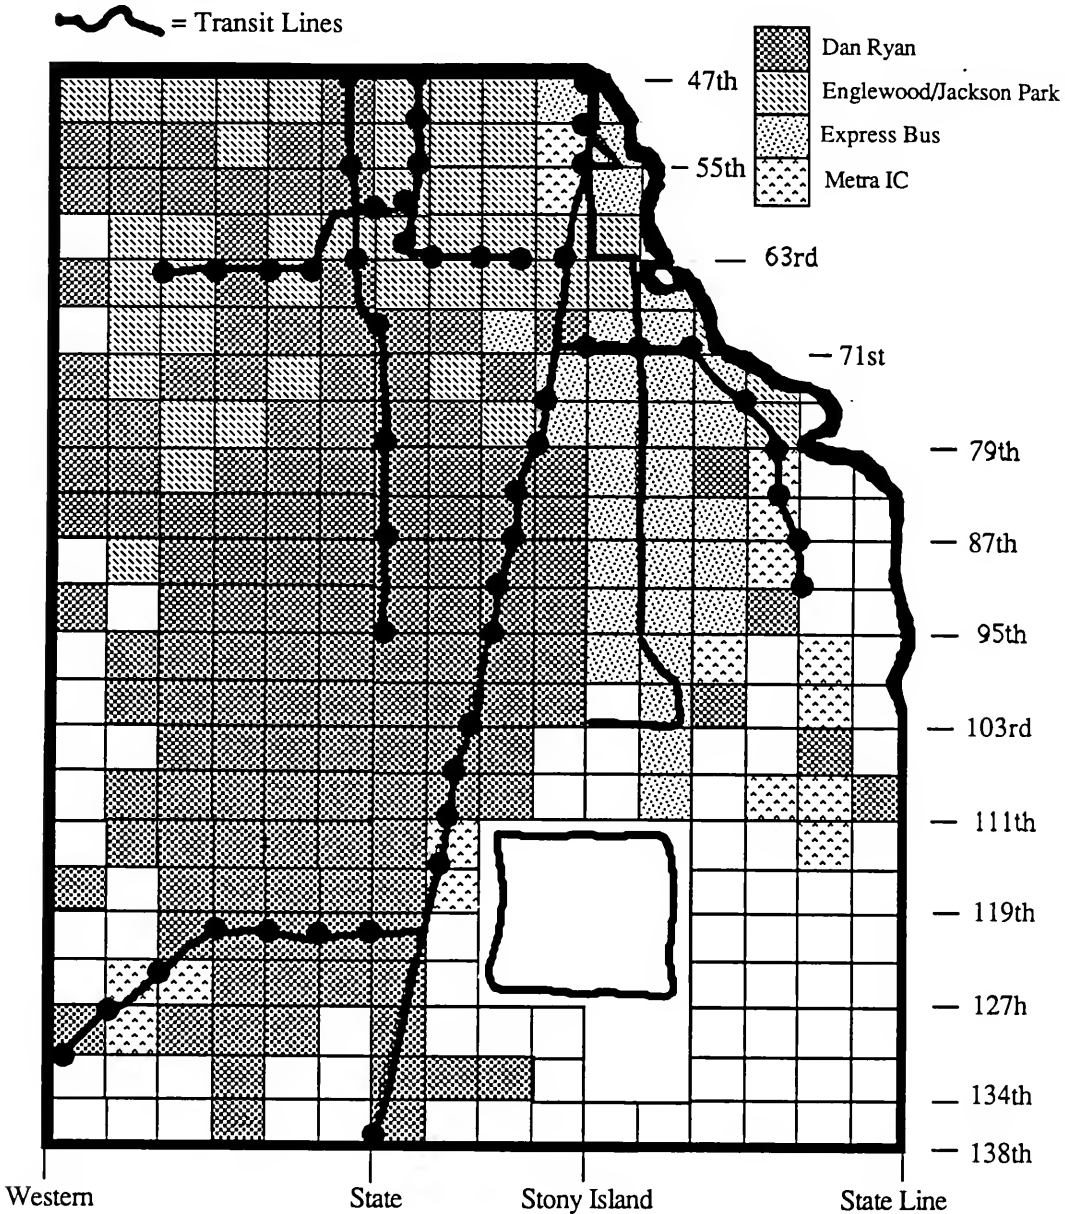 = Transit Lines
Dan Ryan
Englewood/Jackson Park
Express Bus
Metra IC
47th
55th
63rd
71st
79th
87th
95th
103rd
111th
119th
127h
134th
138th
Western
State
Stony Island
State Line